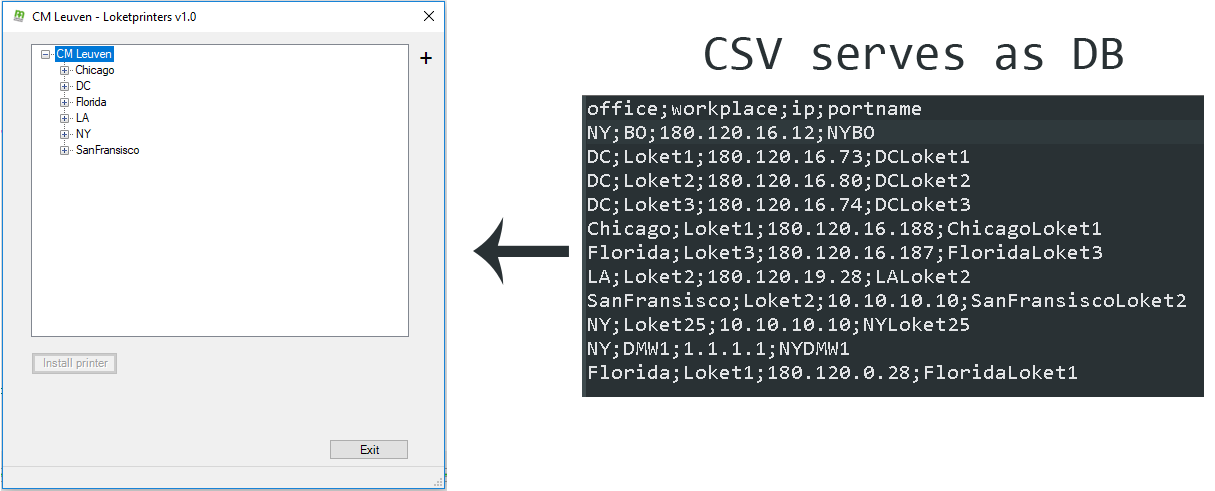 CM Leuven - Loketprinters v1.0
CM Leuven
Chicago
DC
Florida
LA
NY
SanFransisco
Install printer
Exit
CSV serves as DB
office;workplace;ip;portname
NY;BO;180.120.16.12;NYBO
DC;Loket1;180.120.16.73;DCLoket1
DC;Loket2;180.120.16.80;DCLoket2
DC;Loket3;180.120.16.74;DCLoket3
Chicago;Loket1;180.120.16.188;ChicagoLoket1
Florida;Loket3;180.120.16.187;FloridaLoket3
LA;Loket2;180.120.19.28;LALoket2
SanFransisco;Loket2;10.10.10.10;SanFransiscoLoket2
NY;Loket25;10.10.10.10;NYLoket25
NY;DMW1;1.1.1.1;NYDMW1
Florida;Loket1;180.120.0.28;FloridaLoket1